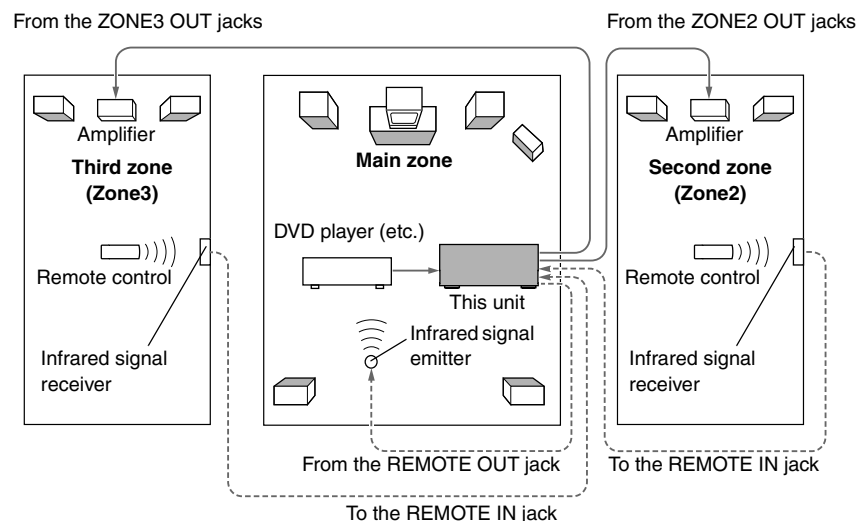 From the ZONE3 OUT jacks
From the ZONE2 OUT jacks
Amplifier
Third zone
(Zone3)
Remote control
Infrared signal
receiver
Main zone
DVD player (etc.)
This unit
Infrared signal
emitter
Amplifier
Second zone
(Zone2)
Remote control
Infrared signal
receiver
From the REMOTE OUT jack
To the REMOTE IN jack
To the REMOTE IN jack